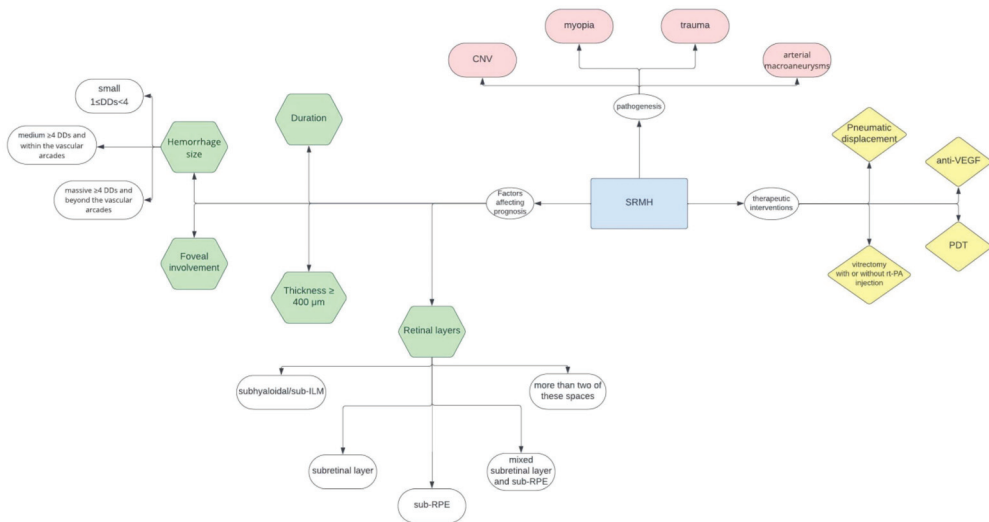 myopia
trauma
CNV
arterial
macroaneurysms
pathogenesis
small
1≤DDs<4
medium ≥4 DDs and
within the vascular
arcades
massive ≥4 DDs and
beyond the vascular
arcades
Hemorrhage
size
Duration
Foveal
involvement
Thickness ≥
400 μm
Factors
affecting
prognosis
SRMH
therapeutic
interventions
Pneumatic
displacement
anti-VEGF
PDT
vitrectomy
with or without rt-PA
injection
Retinal layers
subhyaloidal/sub-ILM
more than two of
these spaces
subretinal layer
mixed
subretinal layer
and sub-RPE
sub-RPE